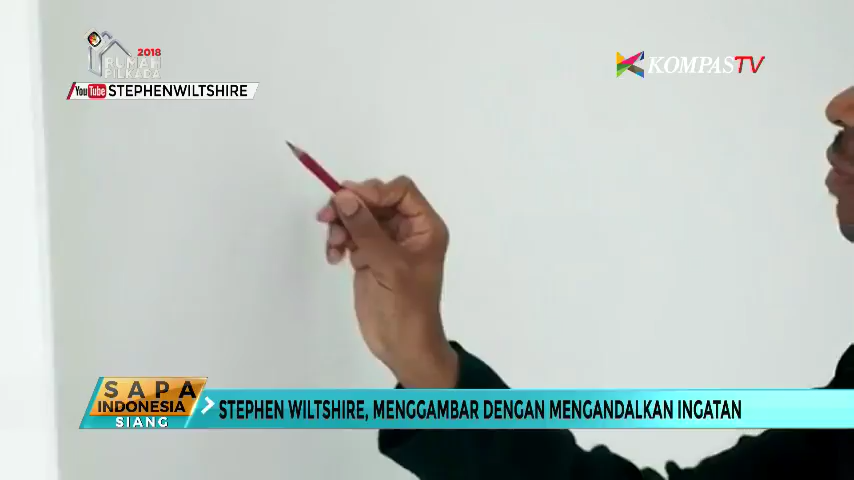 2018
RUMAH
PILKADA
YouTube STEPHENWILTSHIRE
KOMPASTV
SAPA
INDONESIA
SIANG
STEPHEN WILTSHIRE, MENGGAMBAR DENGAN MENGANDALKAN INGATAN